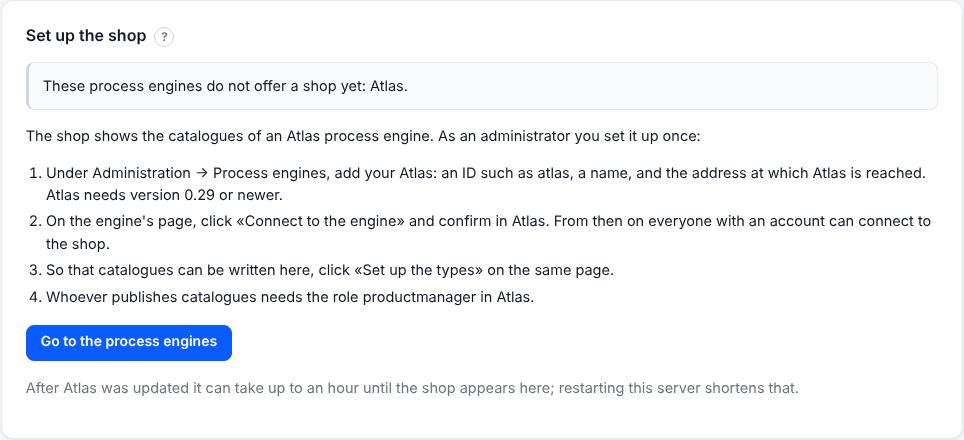 Set up the shop ?
These process engines do not offer a shop yet: Atlas.
The shop shows the catalogues of an Atlas process engine. As an administrator you set it up once:
1. Under Administration → Process engines, add your Atlas: an ID such as atlas, a name, and the address at which Atlas is reached.
Atlas needs version 0.29 or newer.
2. On the engine's page, click «Connect to the engine» and confirm in Atlas. From then on everyone with an account can connect to
the shop.
3. So that catalogues can be written here, click «Set up the types» on the same page.
4. Whoever publishes catalogues needs the role productmanager in Atlas.
Go to the process engines
After Atlas was updated it can take up to an hour until the shop appears here; restarting this server shortens that.